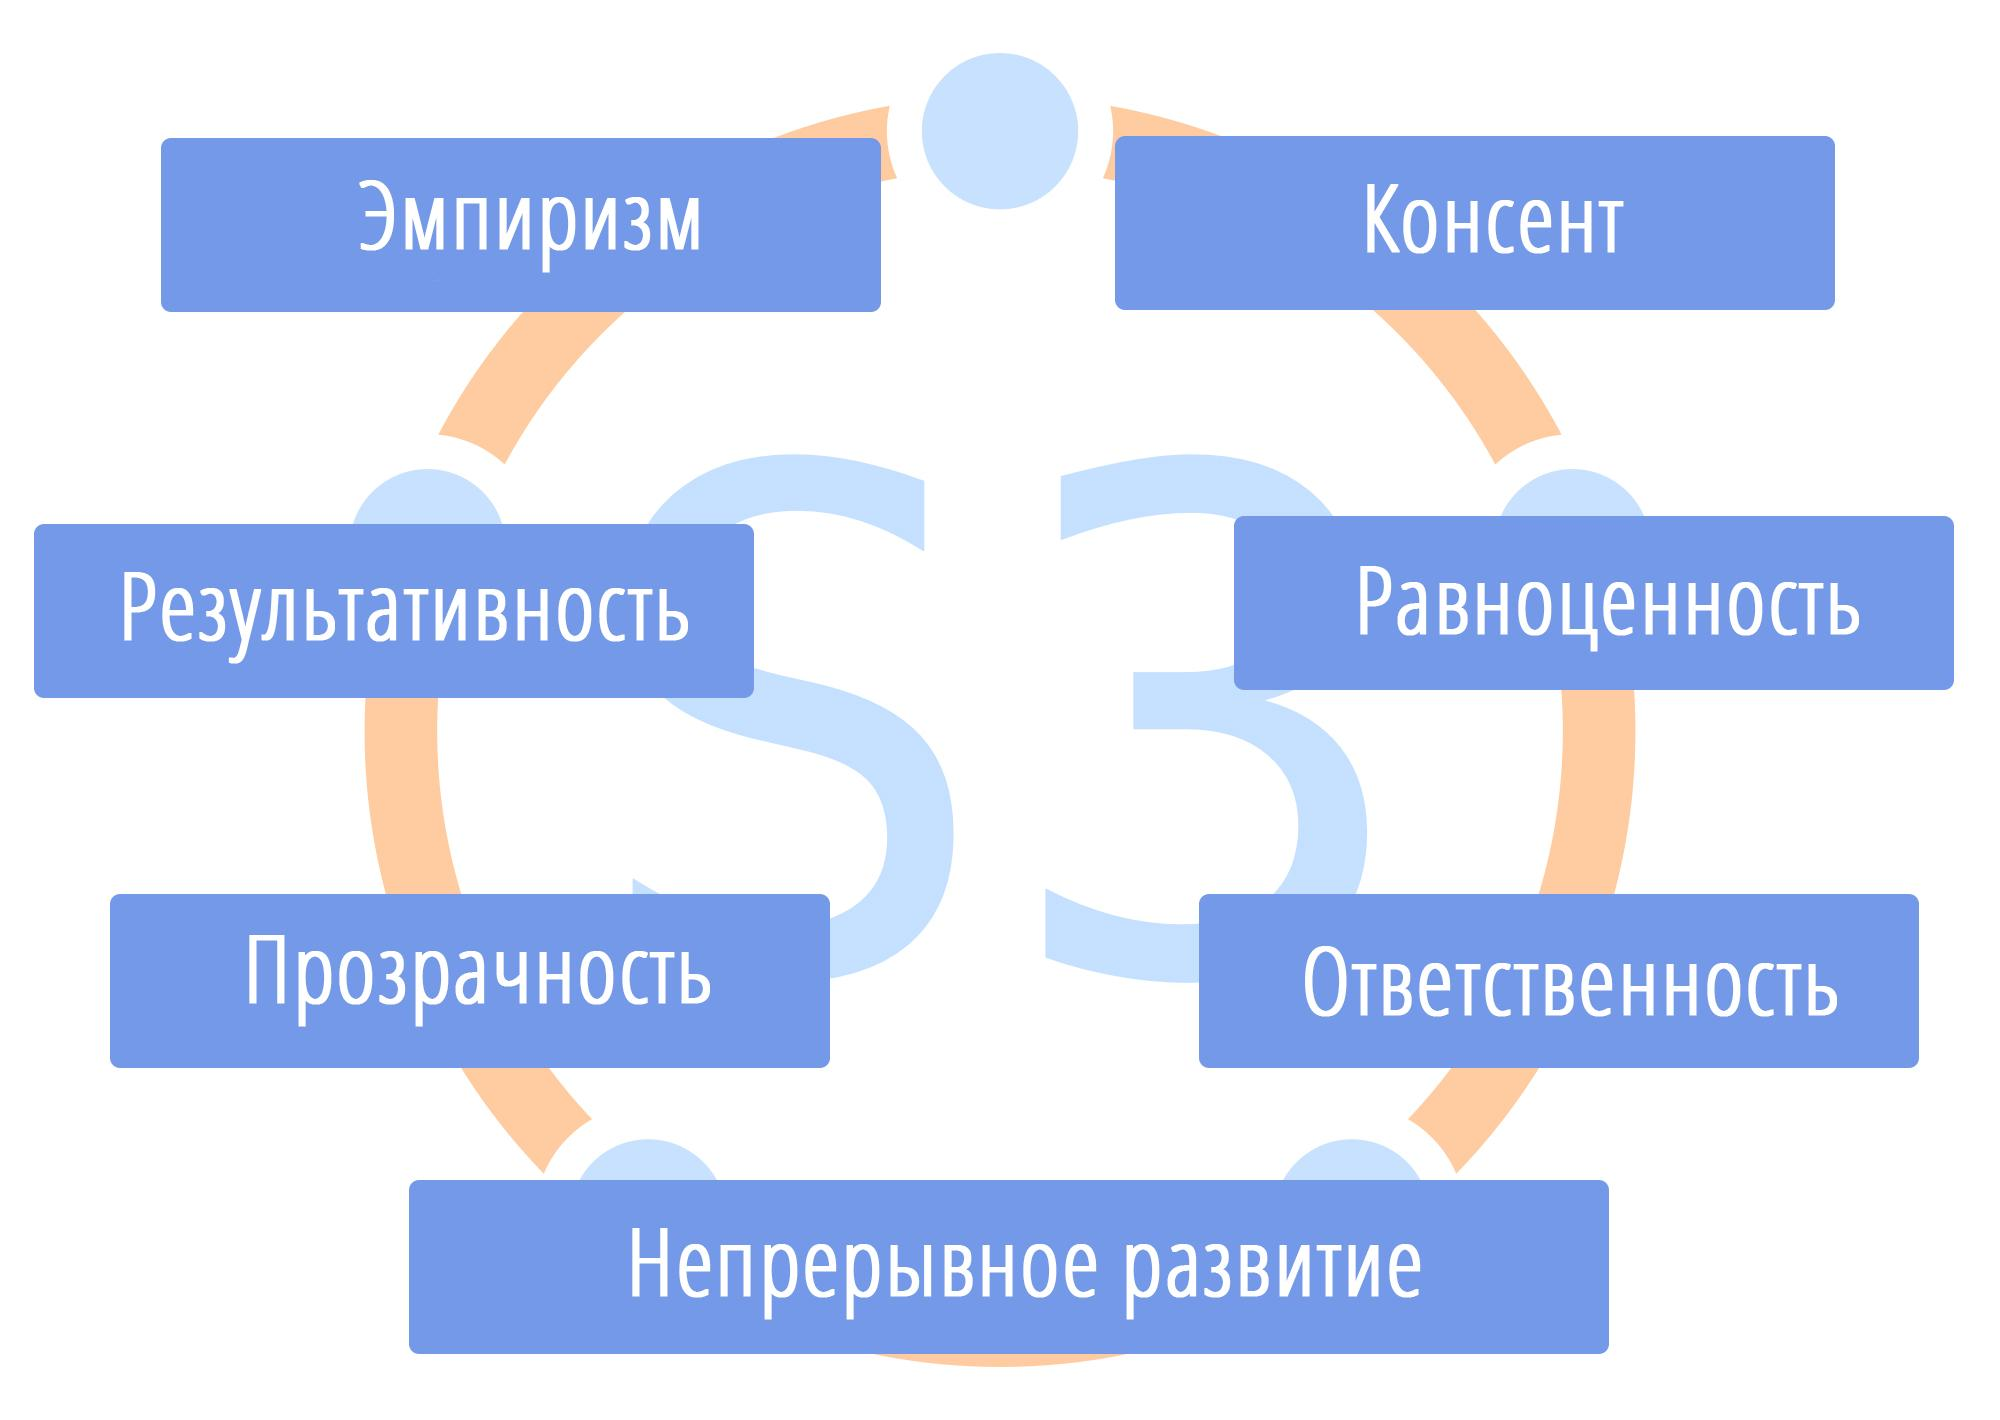 Эмпиризм
Консент
S3
Результативность
Равноценность
Прозрачность
Ответственность
Непрерывное развитие